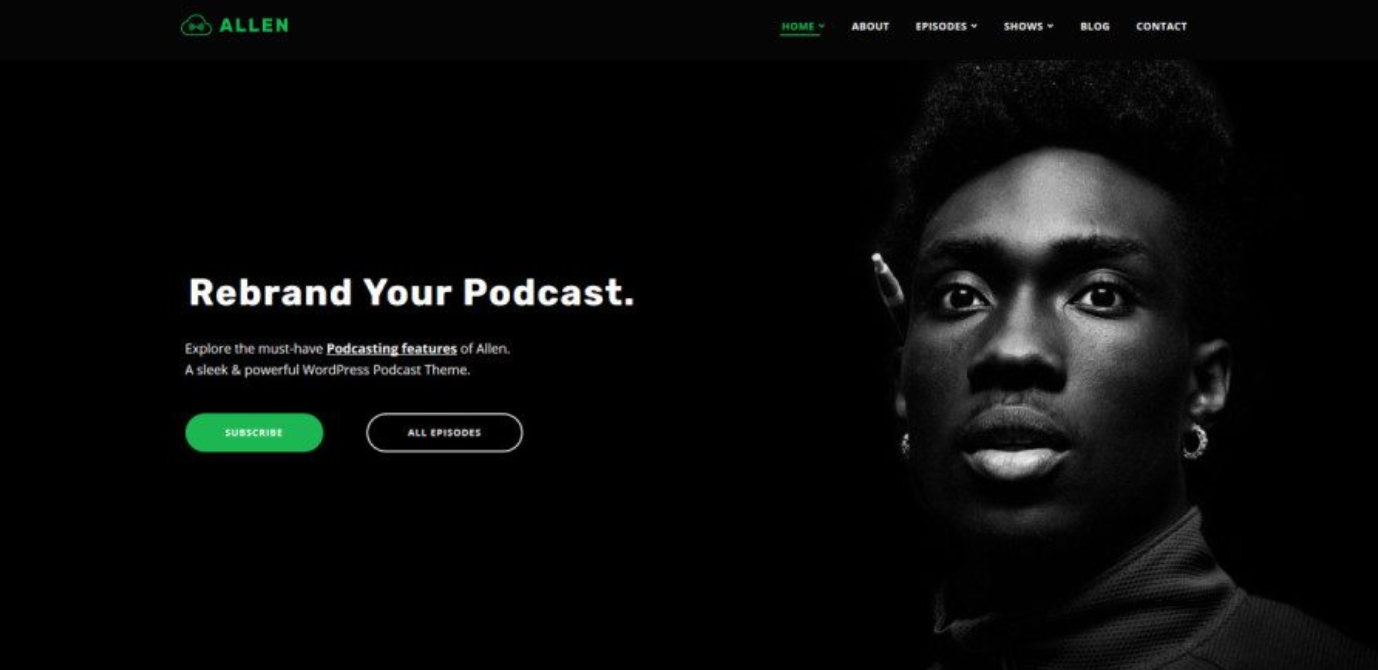 ALLEN
HOME ABOUT EPISODES SHOWS BLOG CONTACT
Rebrand Your Podcast.
Explore the must-have Podcasting features of Allen.
A sleek & powerful WordPress Podcast Theme.
SUBSCRIBE ALL EPISODES